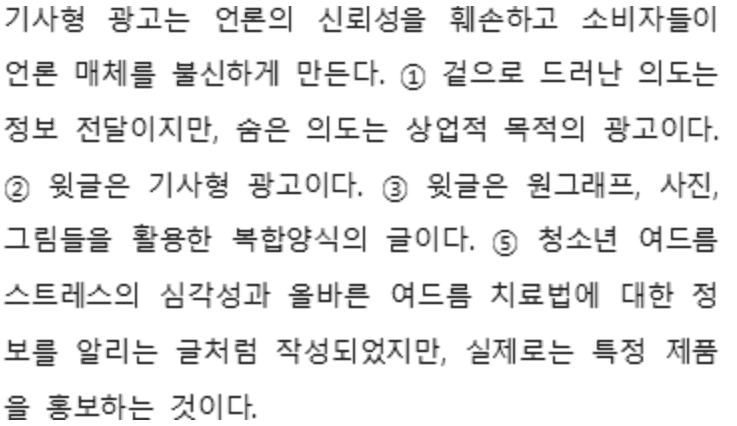 기사형 광고는 언론의 신뢰성을 훼손하고 소비자들이
언론 매체를 불신하게 만든다. ① 겉으로 드러난 의도는
정보 전달이지만, 숨은 의도는 상업적 목적의 광고이다.
② 윗글은 기사형 광고이다. ③ 윗글은 원그래프, 사진,
그림들을 활용한 복합양식의 글이다. ⑤ 청소년 여드름
스트레스의 심각성과 올바른 여드름 치료법에 대한 정
보를 알리는 글처럼 작성되었지만, 실제로는 특정 제품
을 홍보하는 것이다.